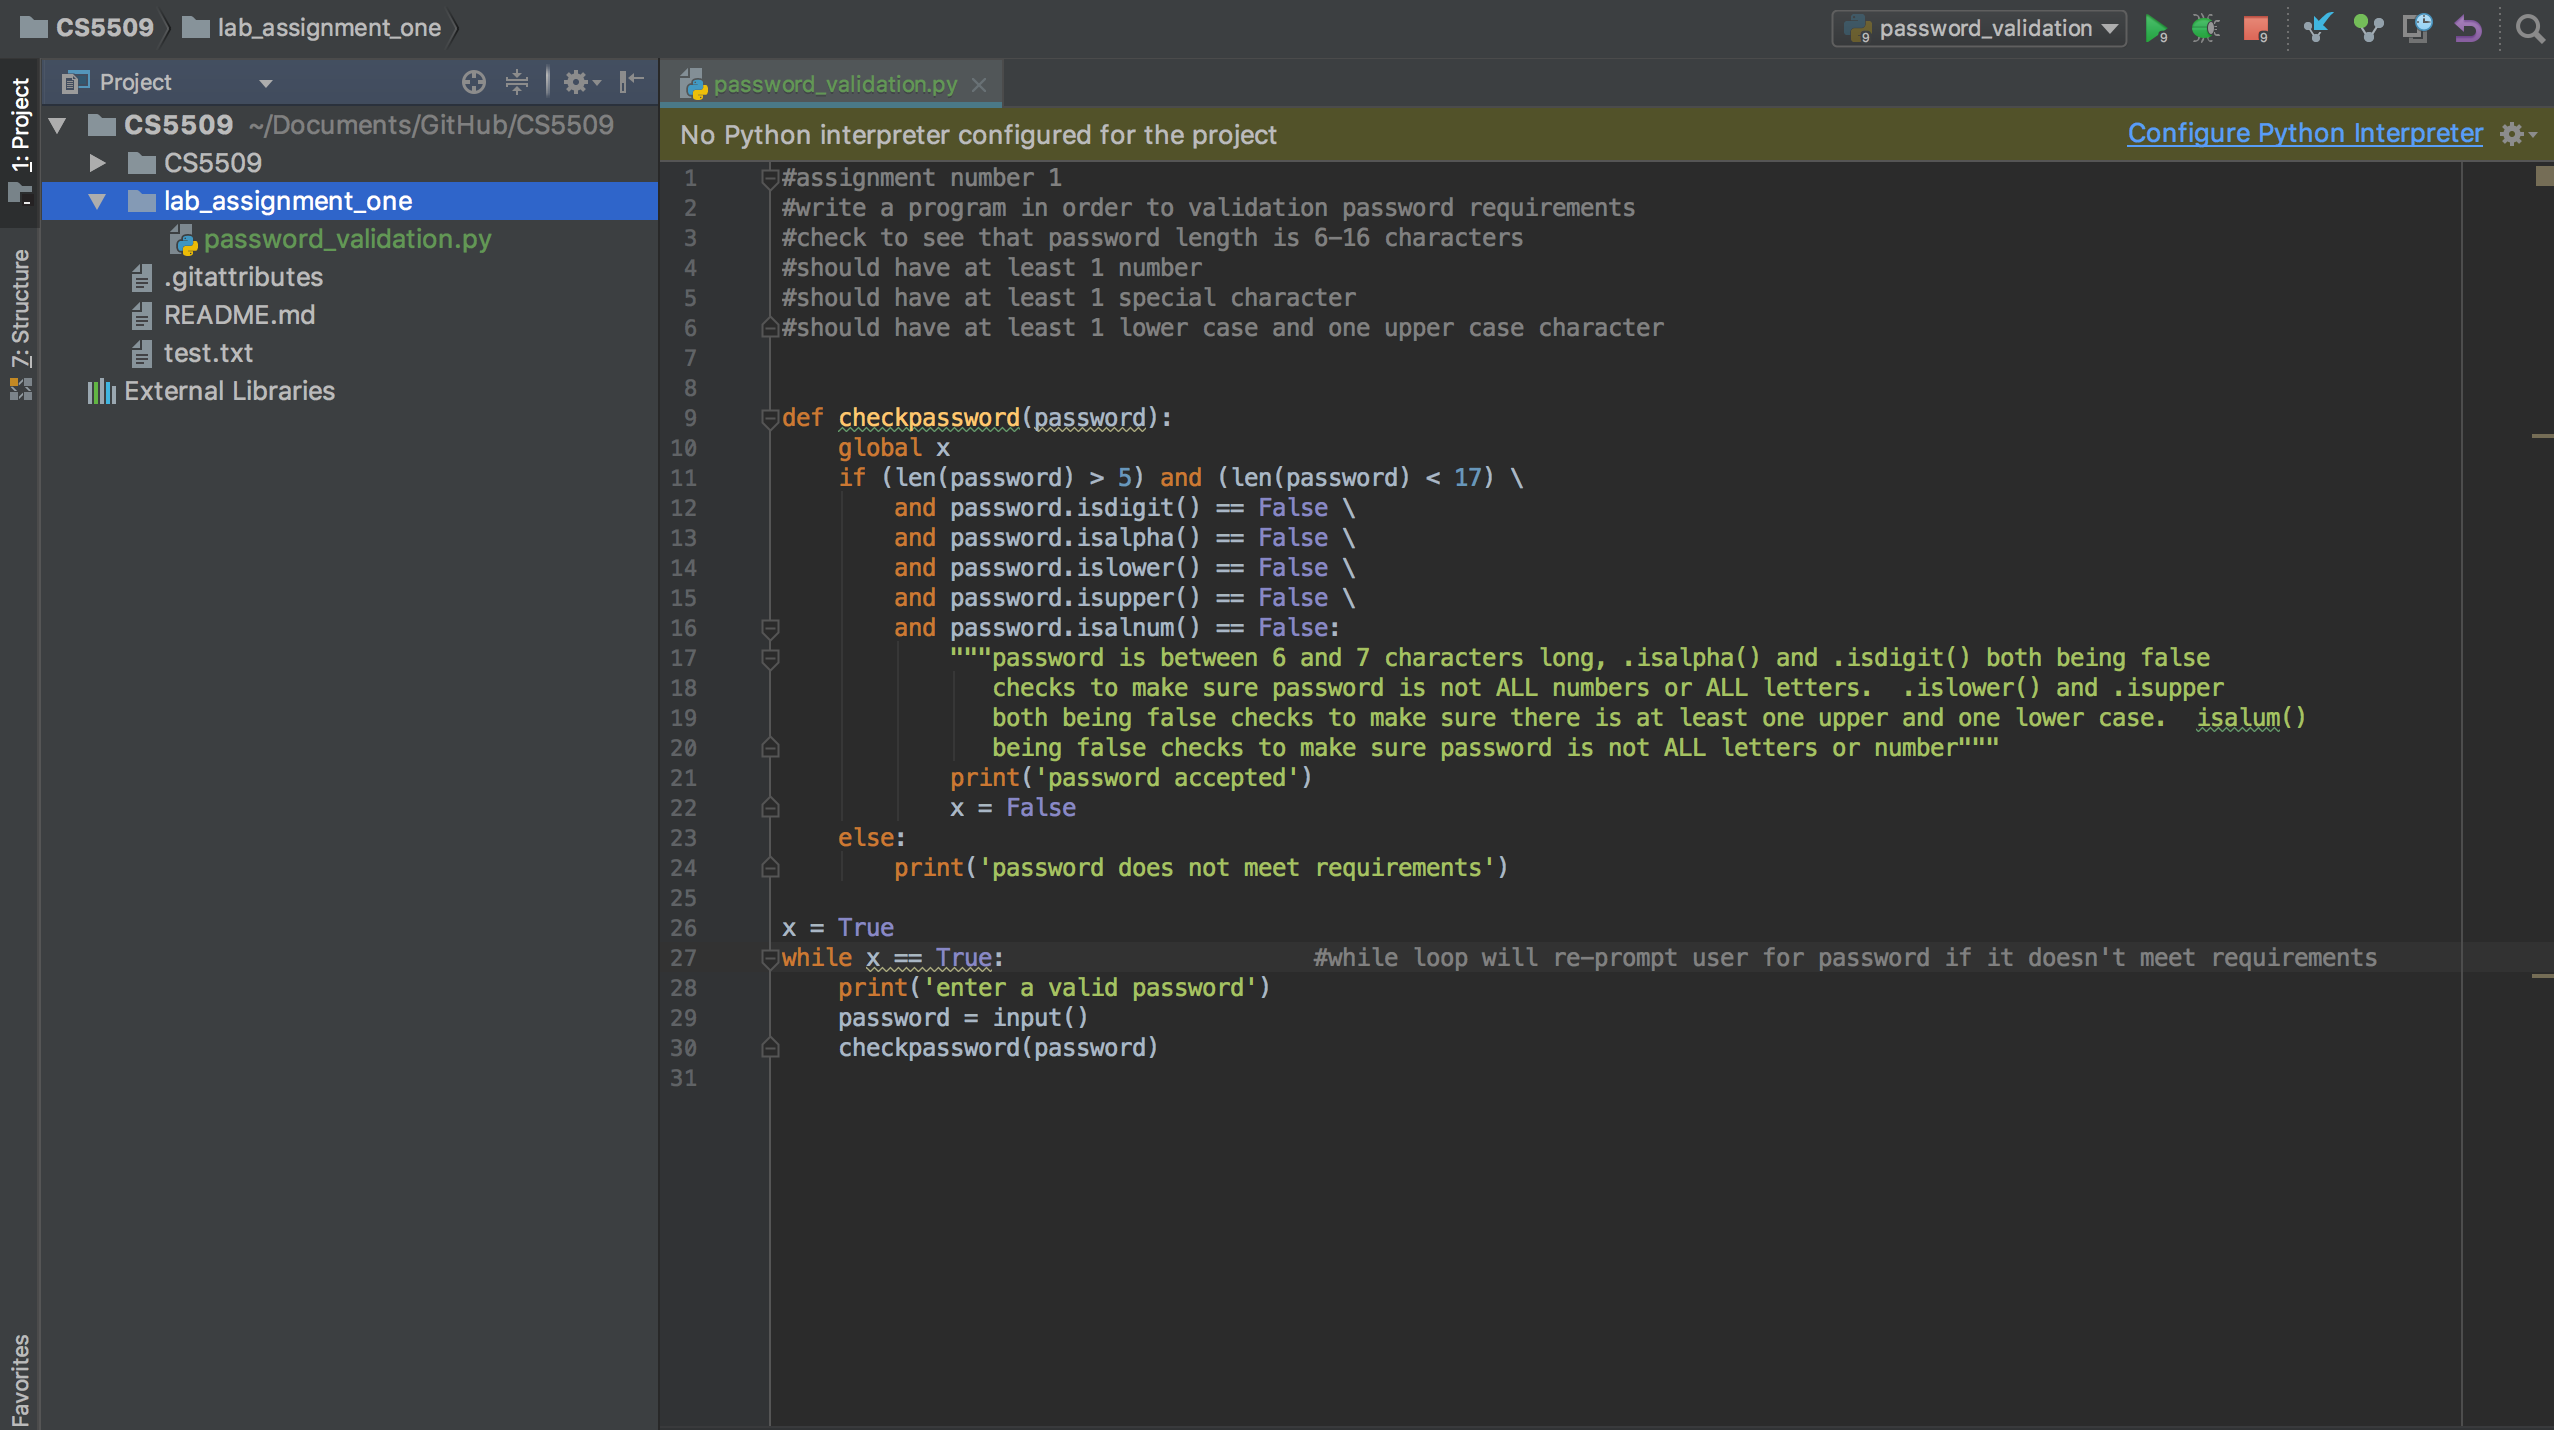 CS5509 lab_assignment_one password_validation
Project
password_validation.py
1: Project
7: Structure
Favorites
CS5509 ~/Documents/GitHub/CS5509
CS5509
lab_assignment_one
password_validation.py
.gitattributes
README.md
test.txt
External Libraries
No Python interpreter configured for the project Configure Python Interpreter
1 #assignment number 1
2 #write a program in order to validation password requirements
3 #check to see that password length is 6-16 characters
4 #should have at least 1 number
5 #should have at least 1 special character
6 #should have at least 1 lower case and one upper case character
7
8
9 def checkpassword(password):
10     global x
11     if (len(password) > 5) and (len(password) < 17) \
12         and password.isdigit() == False \
13         and password.isalpha() == False \
14         and password.islower() == False \
15         and password.isupper() == False \
16         and password.isalnum() == False:
17             """password is between 6 and 7 characters long, .isalpha() and .isdigit() both being false
18                checks to make sure password is not ALL numbers or ALL letters.  .islower() and .isupper
19                both being false checks to make sure there is at least one upper and one lower case.  isalum()
20                being false checks to make sure password is not ALL letters or number"""
21             print('password accepted')
22             x = False
23     else:
24         print('password does not meet requirements')
25
26 x = True
27 while x == True:                      #while loop will re-prompt user for password if it doesn't meet requirements
28     print('enter a valid password')
29     password = input()
30     checkpassword(password)
31